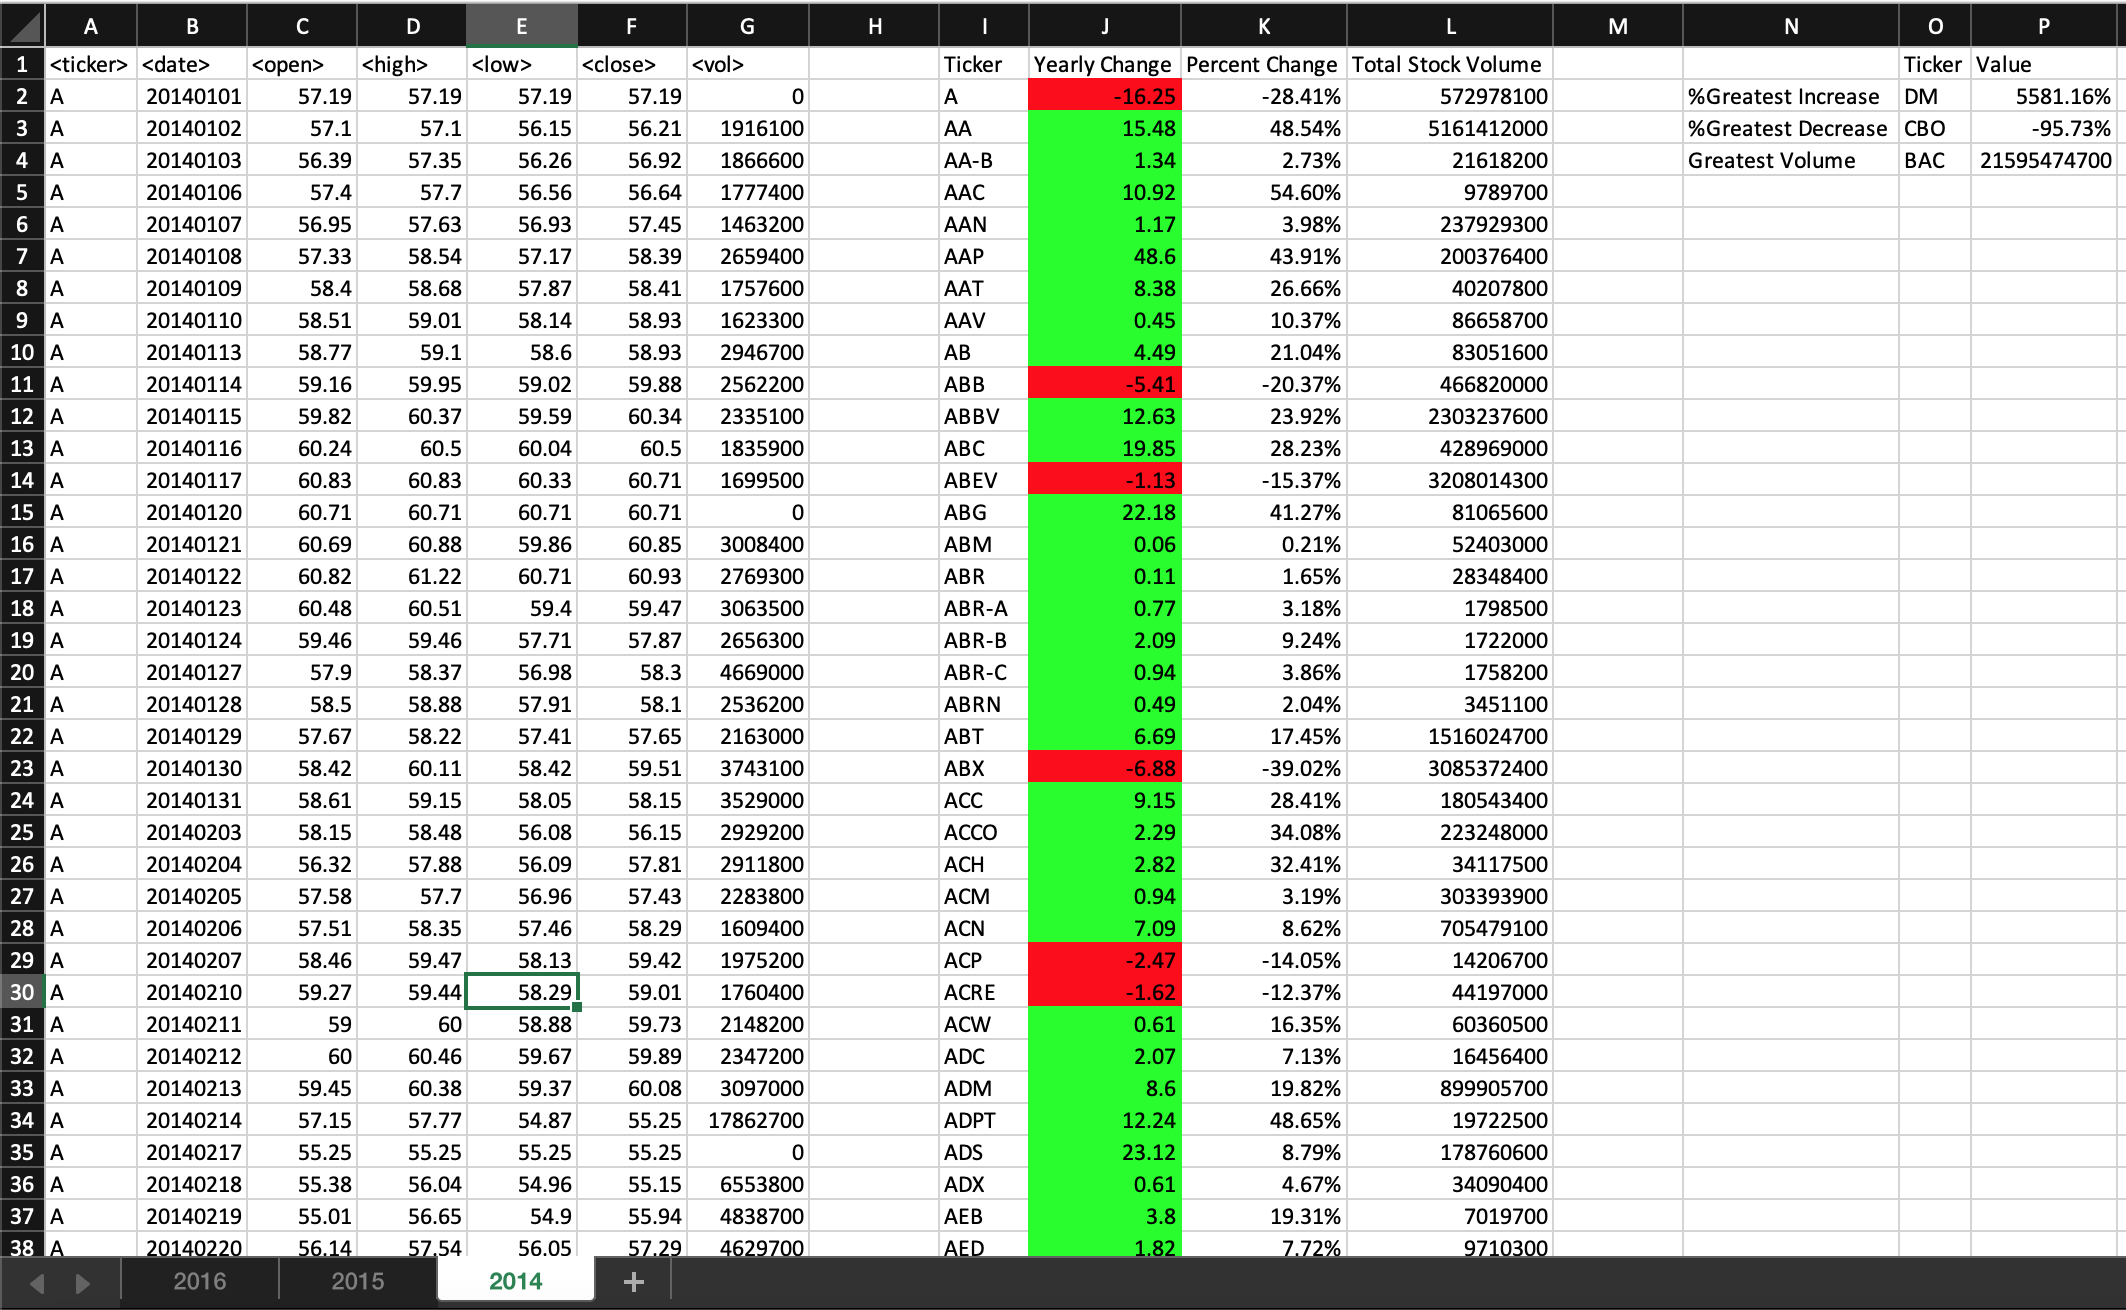 A B C D E F G H I J K L M N O P
1 <ticker> <date> <open> <high> <low> <close> <vol> Ticker Yearly Change Percent Change Total Stock Volume Ticker Value
2 A 20140101 57.19 57.19 57.19 57.19 0 A -16.25 -28.41% 572978100 %Greatest Increase DM 5581.16%
3 A 20140102 57.1 57.1 56.15 56.21 1916100 AA 15.48 48.54% 5161412000 %Greatest Decrease CBO -95.73%
4 A 20140103 56.39 57.35 56.26 56.92 1866600 AA-B 1.34 2.73% 21618200 Greatest Volume BAC 21595474700
5 A 20140106 57.4 57.7 56.56 56.64 1777400 AAC 10.92 54.60% 9789700
6 A 20140107 56.95 57.63 56.93 57.45 1463200 AAN 1.17 3.98% 237929300
7 A 20140108 57.33 58.54 57.17 58.39 2659400 AAP 48.6 43.91% 200376400
8 A 20140109 58.4 58.68 57.87 58.41 1757600 AAT 8.38 26.66% 40207800
9 A 20140110 58.51 59.01 58.14 58.93 1623300 AAV 0.45 10.37% 86658700
10 A 20140113 58.77 59.1 58.6 58.93 2946700 AB 4.49 21.04% 83051600
11 A 20140114 59.16 59.95 59.02 59.88 2562200 ABB -5.41 -20.37% 466820000
12 A 20140115 59.82 60.37 59.59 60.34 2335100 ABBV 12.63 23.92% 2303237600
13 A 20140116 60.24 60.5 60.04 60.5 1835900 ABC 19.85 28.23% 428969000
14 A 20140117 60.83 60.83 60.33 60.71 1699500 ABEV -1.13 -15.37% 3208014300
15 A 20140120 60.71 60.71 60.71 60.71 0 ABG 22.18 41.27% 81065600
16 A 20140121 60.69 60.88 59.86 60.85 3008400 ABM 0.06 0.21% 52403000
17 A 20140122 60.82 61.22 60.71 60.93 2769300 ABR 0.11 1.65% 28348400
18 A 20140123 60.48 60.51 59.4 59.47 3063500 ABR-A 0.77 3.18% 1798500
19 A 20140124 59.46 59.46 57.71 57.87 2656300 ABR-B 2.09 9.24% 1722000
20 A 20140127 57.9 58.37 56.98 58.3 4669000 ABR-C 0.94 3.86% 1758200
21 A 20140128 58.5 58.88 57.91 58.1 2536200 ABRN 0.49 2.04% 3451100
22 A 20140129 57.67 58.22 57.41 57.65 2163000 ABT 6.69 17.45% 1516024700
23 A 20140130 58.42 60.11 58.42 59.51 3743100 ABX -6.88 -39.02% 3085372400
24 A 20140131 58.61 59.15 58.05 58.15 3529000 ACC 9.15 28.41% 180543400
25 A 20140203 58.15 58.48 56.08 56.15 2929200 ACCO 2.29 34.08% 223248000
26 A 20140204 56.32 57.88 56.09 57.81 2911800 ACH 2.82 32.41% 34117500
27 A 20140205 57.58 57.7 56.96 57.43 2283800 ACM 0.94 3.19% 303393900
28 A 20140206 57.51 58.35 57.46 58.29 1609400 ACN 7.09 8.62% 705479100
29 A 20140207 58.46 59.47 58.13 59.42 1975200 ACP -2.47 -14.05% 14206700
30 A 20140210 59.27 59.44 58.29 59.01 1760400 ACRE -1.62 -12.37% 44197000
31 A 20140211 59 60 58.88 59.73 2148200 ACW 0.61 16.35% 60360500
32 A 20140212 60 60.46 59.67 59.89 2347200 ADC 2.07 7.13% 16456400
33 A 20140213 59.45 60.38 59.37 60.08 3097000 ADM 8.6 19.82% 899905700
34 A 20140214 57.15 57.77 54.87 55.25 17862700 ADPT 12.24 48.65% 19722500
35 A 20140217 55.25 55.25 55.25 55.25 0 ADS 23.12 8.79% 178760600
36 A 20140218 55.38 56.04 54.96 55.15 6553800 ADX 0.61 4.67% 34090400
37 A 20140219 55.01 56.65 54.9 55.94 4838700 AEB 3.8 19.31% 7019700
38 A 20140220 56.14 57.54 56.05 57.29 4629700 AED 1.82 7.72% 9710300
2016 2015 2014 +